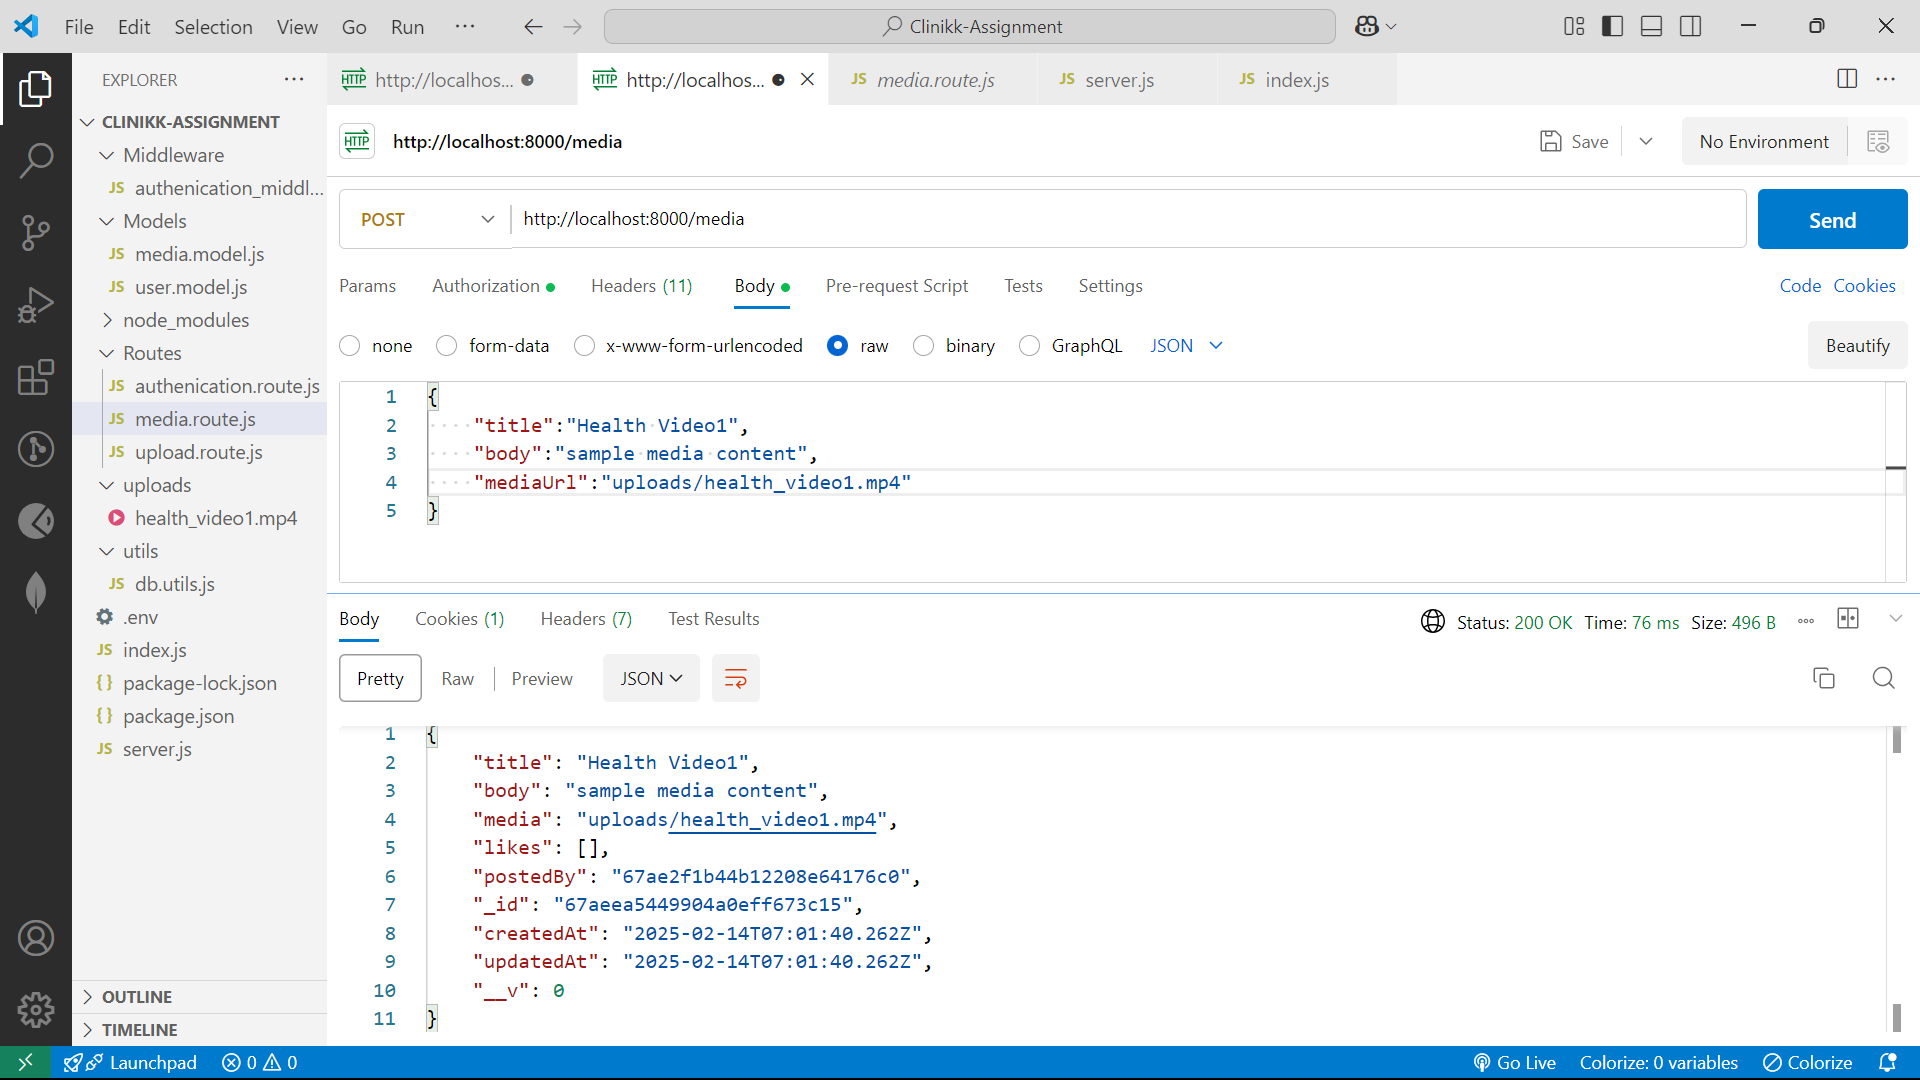 File Edit Selection View Go Run ··· Clinikk-Assignment
EXPLORER ···
CLINIKK-ASSIGNMENT
Middleware
JS authenication_middl...
Models
JS media.model.js
JS user.model.js
node_modules
Routes
JS authenication.route.js
JS media.route.js
JS upload.route.js
uploads
health_video1.mp4
utils
JS db.utils.js
.env
JS index.js
{} package-lock.json
{} package.json
JS server.js
OUTLINE
TIMELINE
HTTP http://localhos... HTTP http://localhos... JS media.route.js JS server.js JS index.js
HTTP http://localhost:8000/media Save No Environment
POST http://localhost:8000/media Send
Params Authorization Headers (11) Body Pre-request Script Tests Settings Code Cookies
none form-data x-www-form-urlencoded raw binary GraphQL JSON Beautify
1 {
2 "title":"Health Video1",
3 "body":"sample media content",
4 "mediaUrl":"uploads/health_video1.mp4"
5 }
Body Cookies (1) Headers (7) Test Results Status: 200 OK Time: 76 ms Size: 496 B
Pretty Raw Preview JSON
1 {
2 "title": "Health Video1",
3 "body": "sample media content",
4 "media": "uploads/health_video1.mp4",
5 "likes": [],
6 "postedBy": "67ae2f1b44b12208e64176c0",
7 "_id": "67aeea5449904a0eff673c15",
8 "createdAt": "2025-02-14T07:01:40.262Z",
9 "updatedAt": "2025-02-14T07:01:40.262Z",
10 "__v": 0
11 }
Launchpad 0 0 Go Live Colorize: 0 variables Colorize